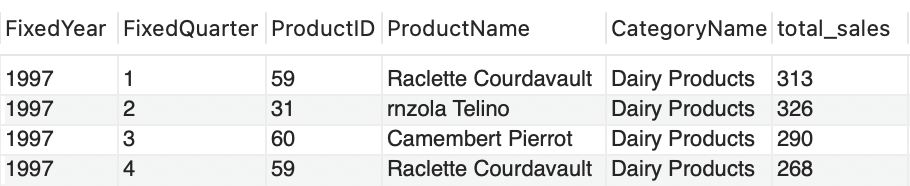 FixedYear FixedQuarter ProductID ProductName CategoryName total_sales
1997 1 59 Raclette Courdavault Dairy Products 313
1997 2 31 rnzola Telino Dairy Products 326
1997 3 60 Camembert Pierrot Dairy Products 290
1997 4 59 Raclette Courdavault Dairy Products 268